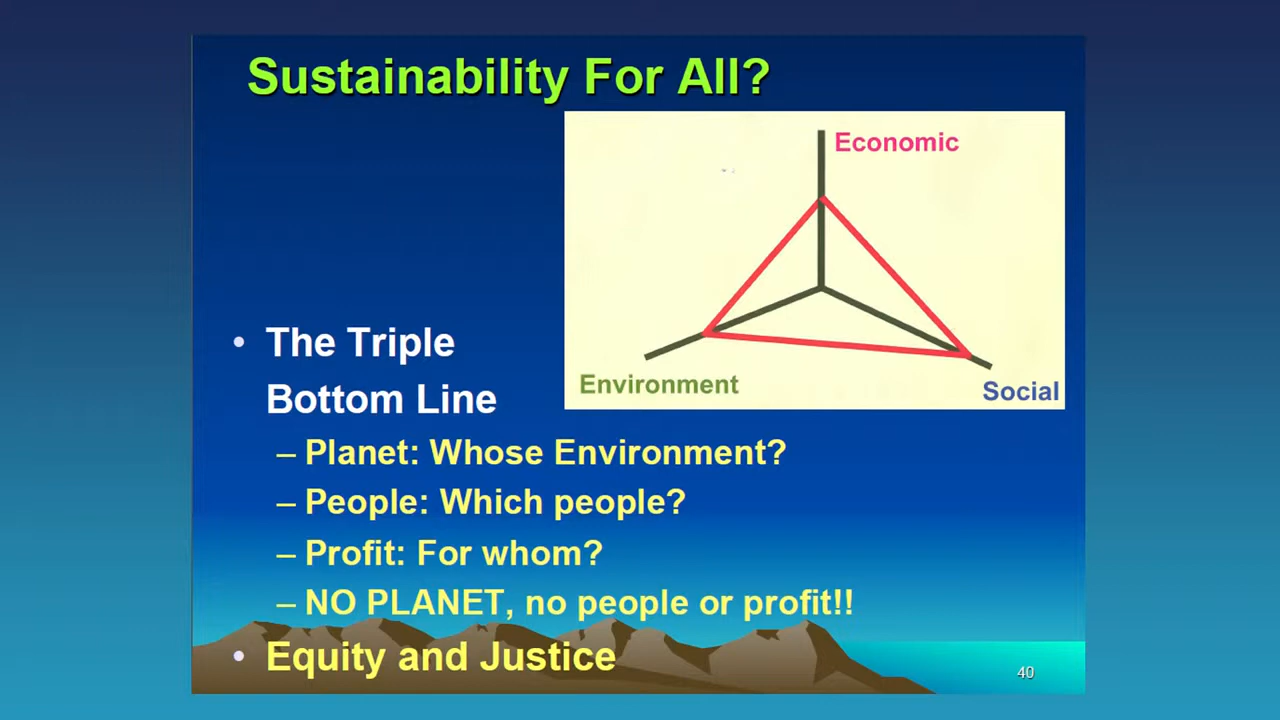 Sustainability For All?
Economic
Environment
Social
• The Triple
Bottom Line
– Planet: Whose Environment?
– People: Which people?
– Profit: For whom?
– NO PLANET, no people or profit!!
• Equity and Justice
40